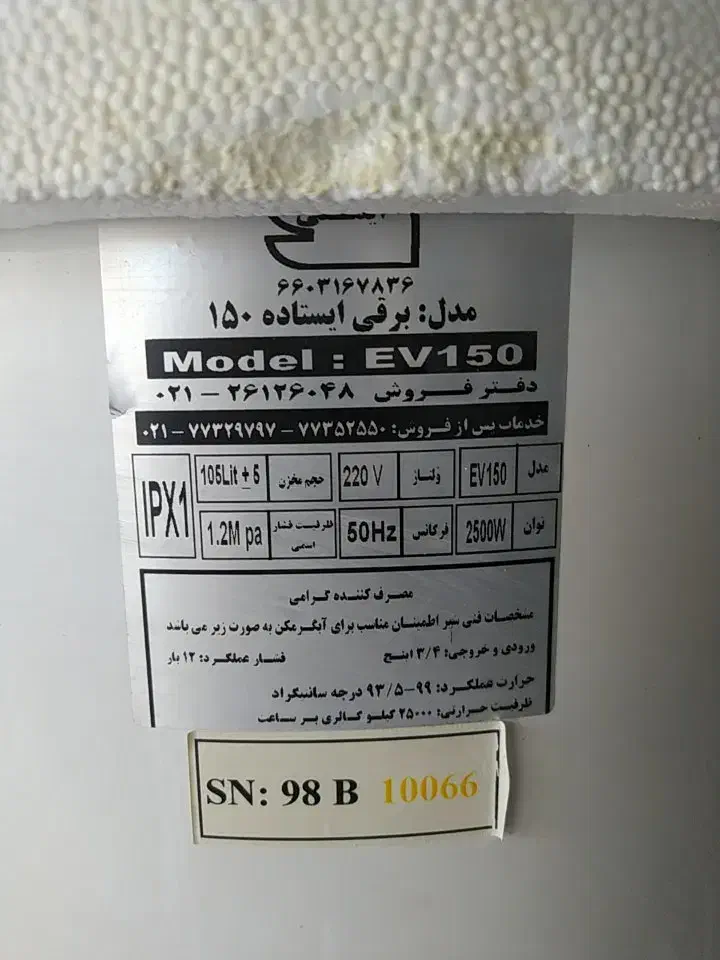 ۶۶۰۳۱۶۷۸۳۶
مدل: برقی ایستاده ۱۵۰
Model : EV150
دفتر فروش ۲۶۱۲۶۰۴۸ – ۰۲۱
خدمات پس از فروش: ۷۷۳۵۲۵۵۰ – ۷۷۳۲۹۷۹۷ – ۰۲۱
مدل EV150 ولتاژ 220 V حجم مخزن 105Lit ± 5 IPX1
توان 2500W فرکانس 50Hz ظرفیت فشار اسمی 1.2M pa
مصرف کننده گرامی
مشخصات فنی شیر اطمینان مناسب برای آبگرمکن به صورت زیر می باشد
ورودی و خروجی: ۳/۴ اینچ فشار عملکرد: ۱۲ بار
حرارت عملکرد: ۹۹–۹۳/۵ درجه سانتیگراد
ظرفیت حرارتی: ۲۵۰۰۰ کیلو کالری بر ساعت
SN: 98 B 10066